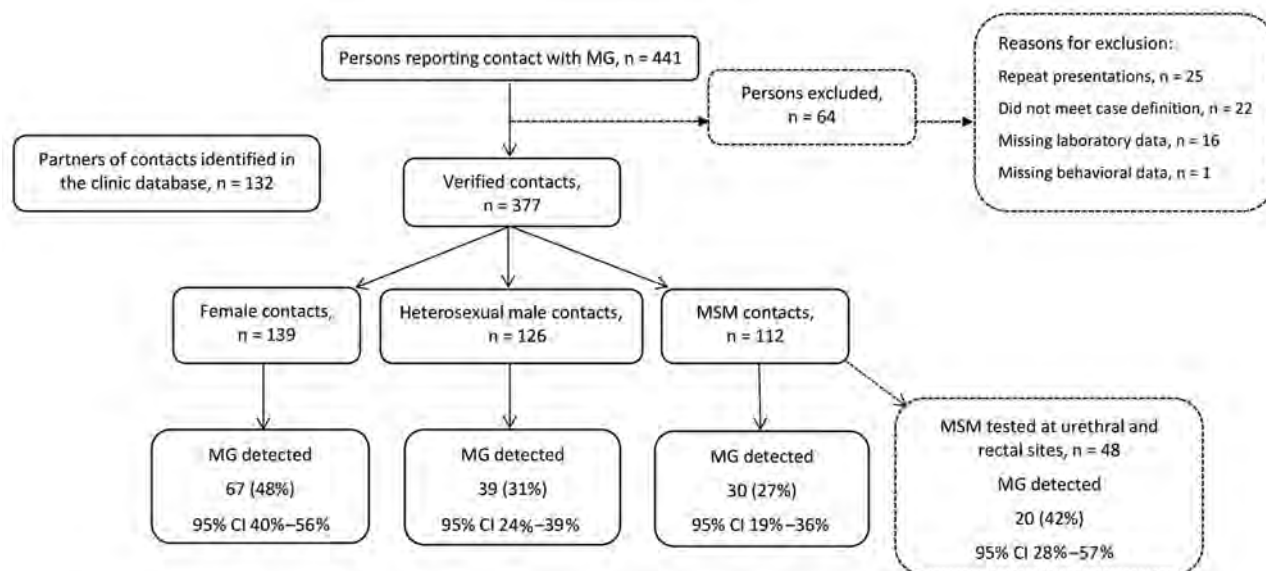 Persons reporting contact with MG, n = 441
Persons excluded,
n = 64
Reasons for exclusion:
Repeat presentations, n = 25
Did not meet case definition, n = 22
Missing laboratory data, n = 16
Missing behavioral data, n = 1
Partners of contacts identified in
the clinic database, n = 132
Verified contacts,
n = 377
Female contacts,
n = 139
Heterosexual male contacts,
n = 126
MSM contacts,
n = 112
MG detected
67 (48%)
95% CI 40%–56%
MG detected
39 (31%)
95% CI 24%–39%
MG detected
30 (27%)
95% CI 19%–36%
MSM tested at urethral and
rectal sites, n = 48
MG detected
20 (42%)
95% CI 28%–57%